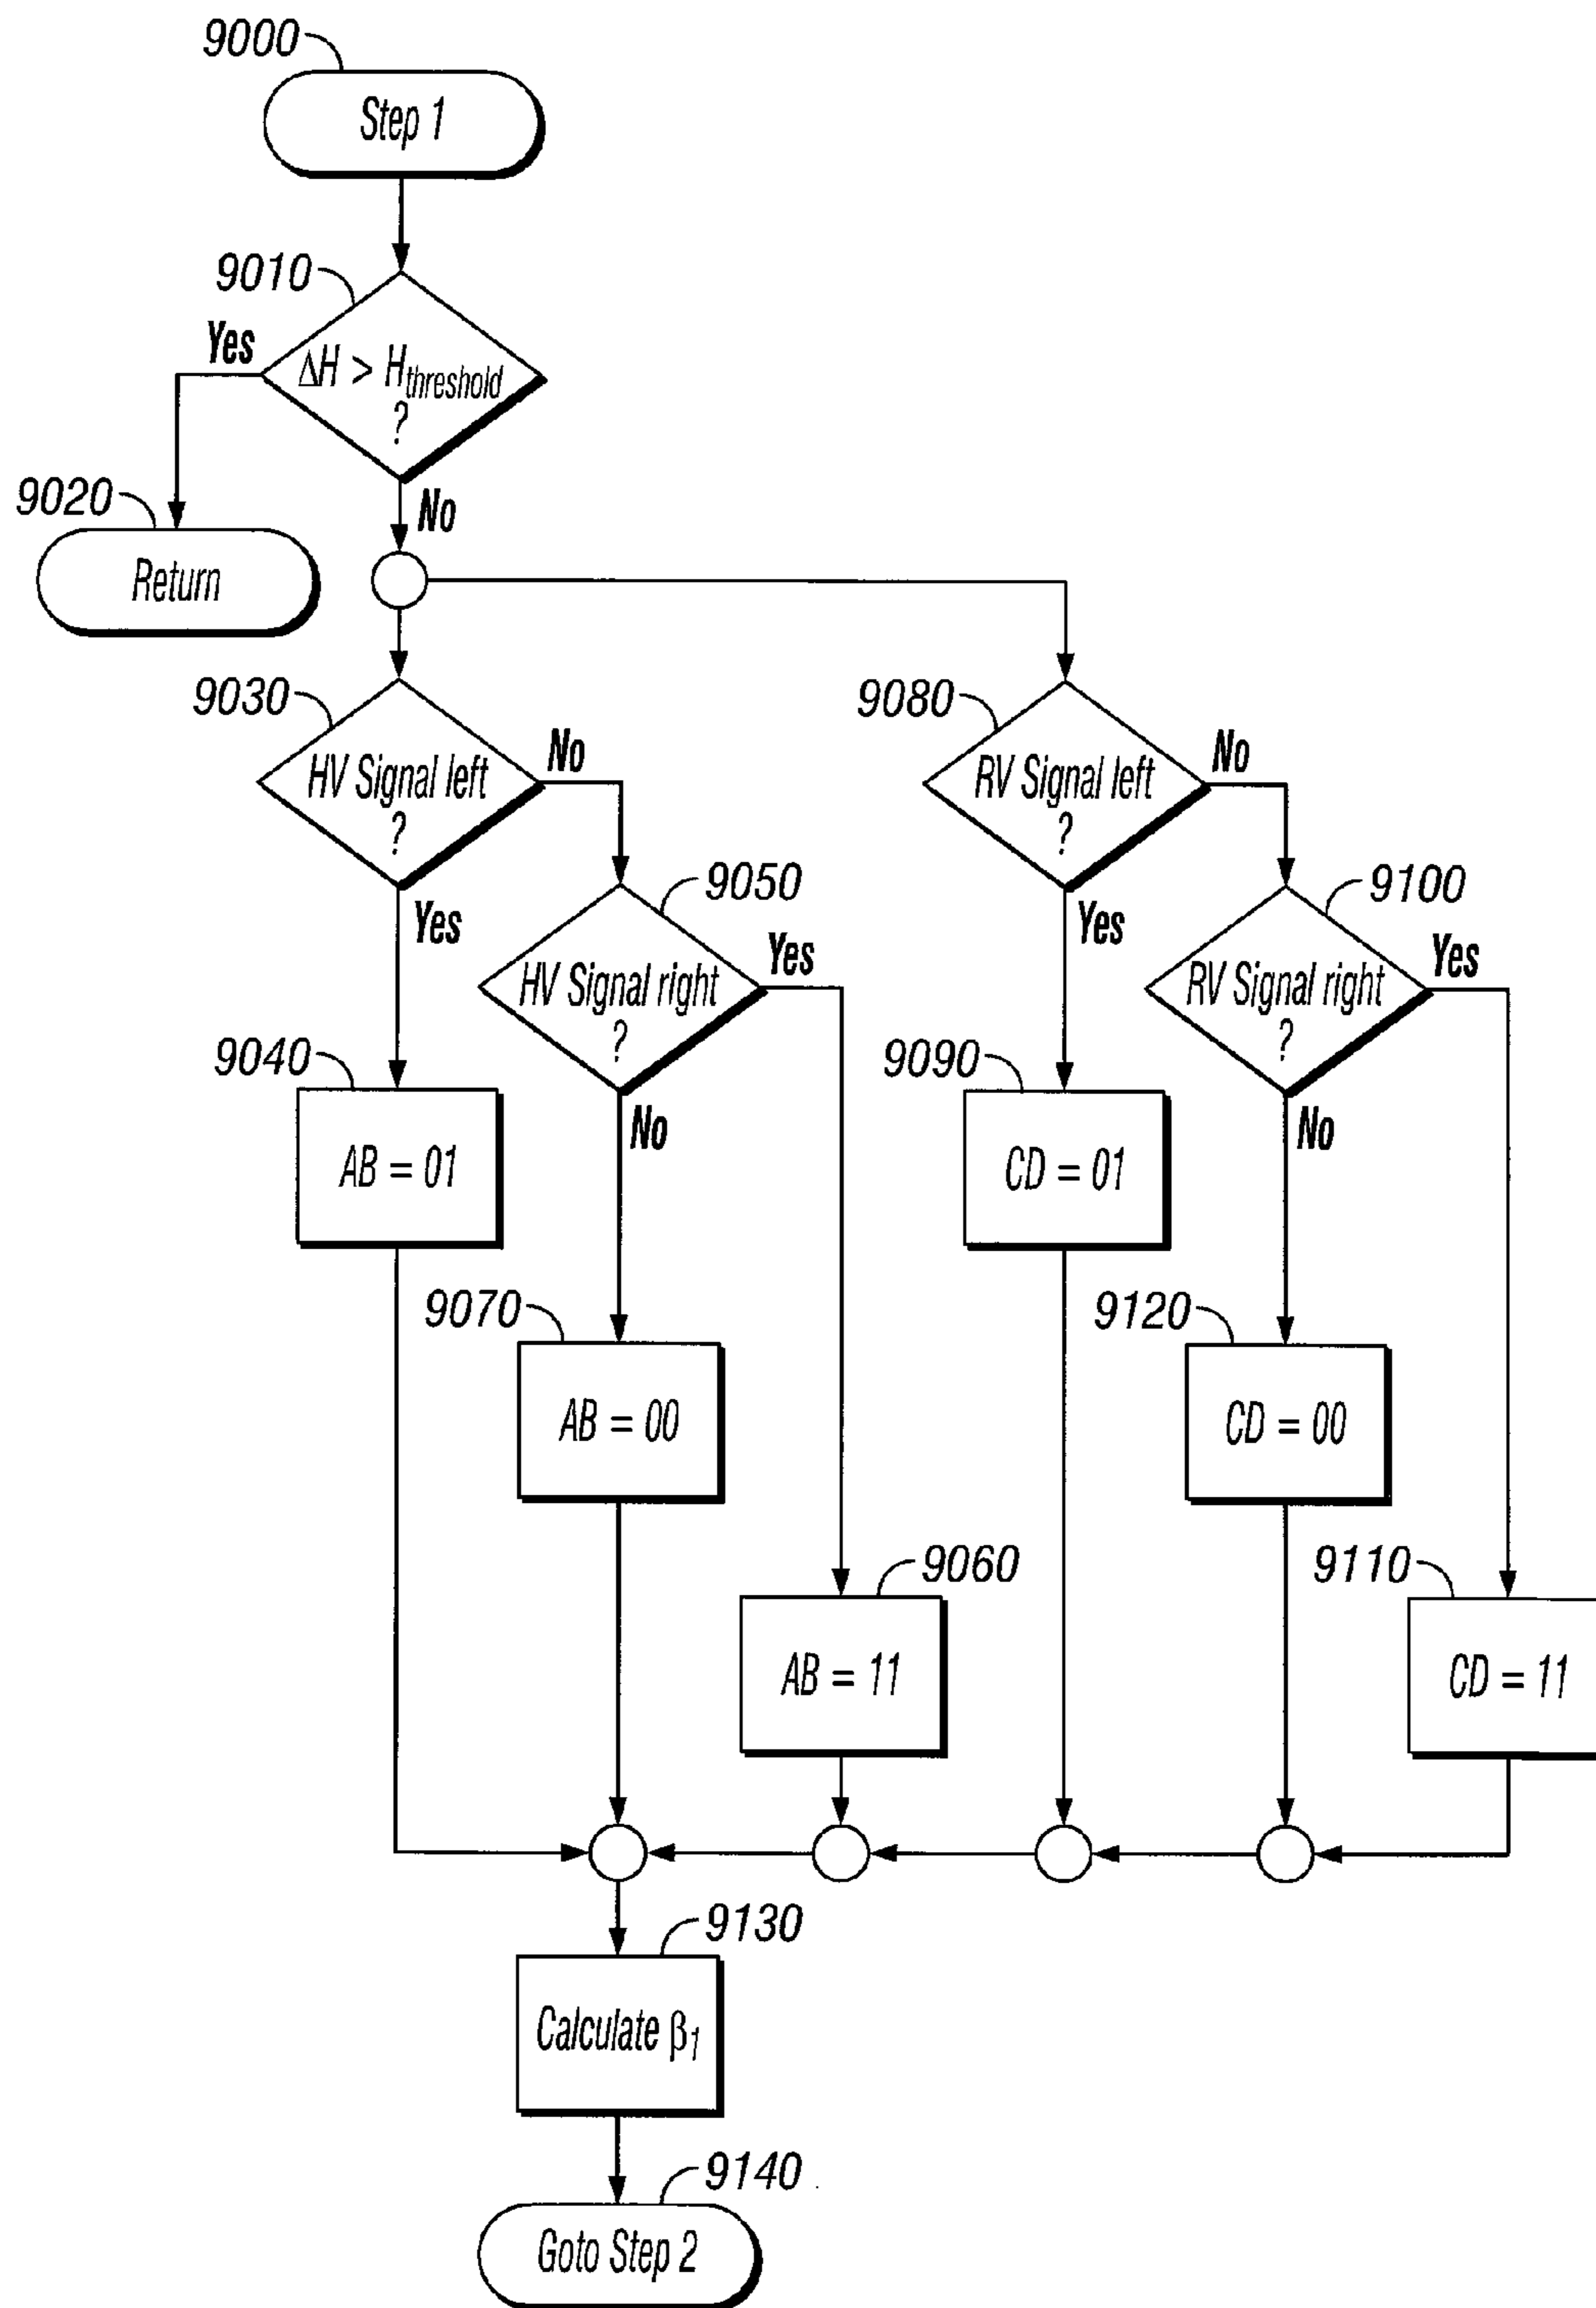 9000
Step 1
9010
Yes
ΔH > Hthreshold
?
9020
No
Return
9030
HV Signal left
?
No
9080
RV Signal left
?
No
Yes
9050
Yes
9100
HV Signal right
?
Yes
RV Signal right
?
Yes
9040
AB = 01
No
9090
CD = 01
No
9070
AB = 00
9120
CD = 00
9060
AB = 11
9110
CD = 11
9130
Calculate β1
9140
Goto Step 2